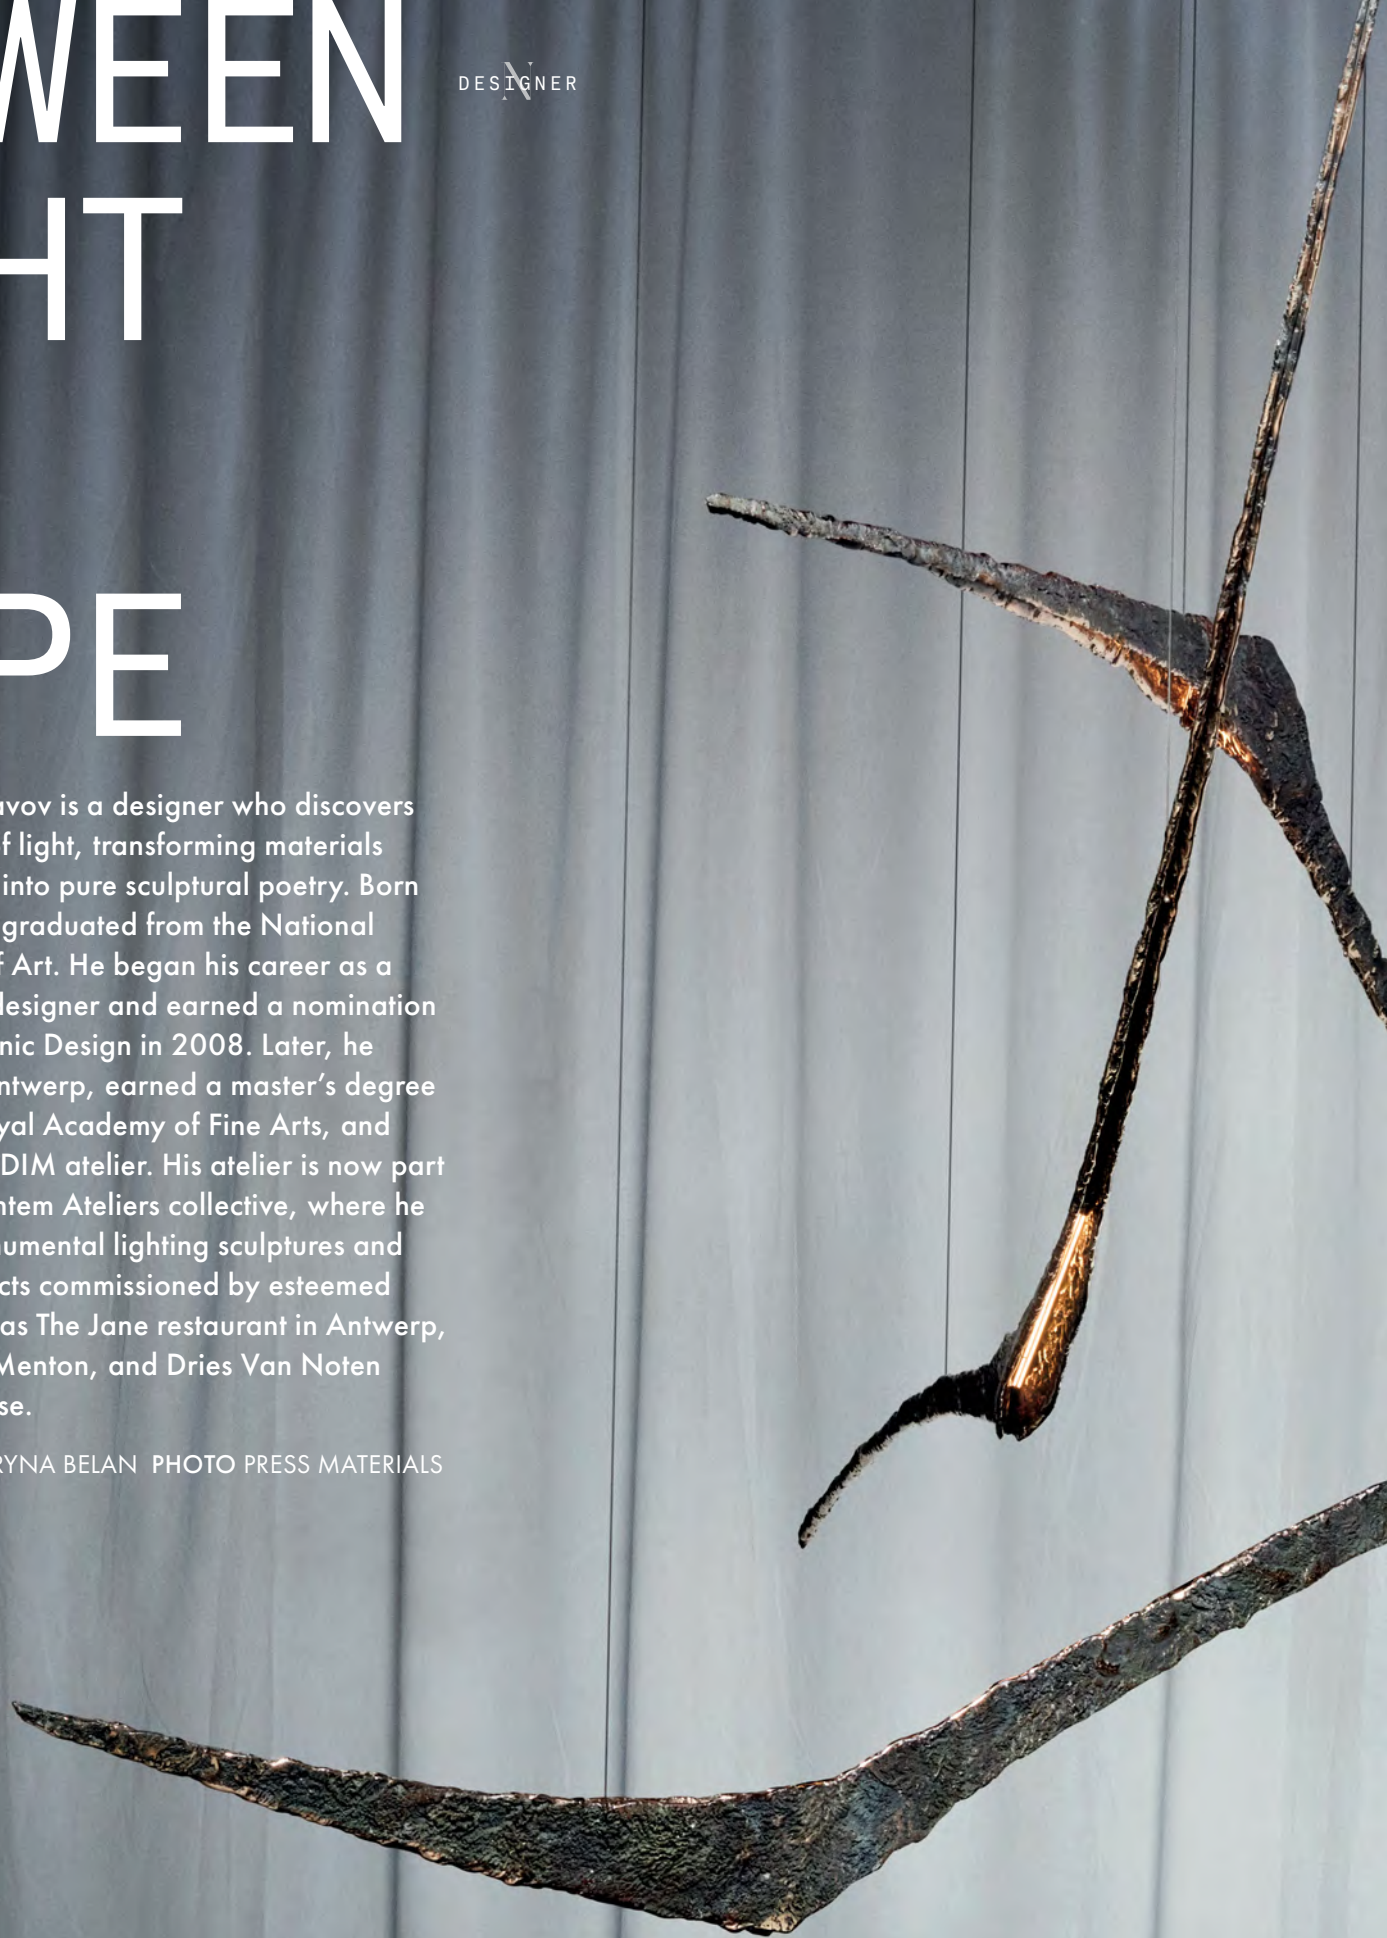 WEEN
DESIGNER
HT
PE
avov is a designer who discovers
f light, transforming materials
into pure sculptural poetry. Born
graduated from the National
f Art. He began his career as a
designer and earned a nomination
nic Design in 2008. Later, he
ntwerp, earned a master’s degree
yal Academy of Fine Arts, and
DIM atelier. His atelier is now part
ntem Ateliers collective, where he
numental lighting sculptures and
cts commissioned by esteemed
as The Jane restaurant in Antwerp,
Menton, and Dries Van Noten
se.
RYNA BELAN PHOTO PRESS MATERIALS